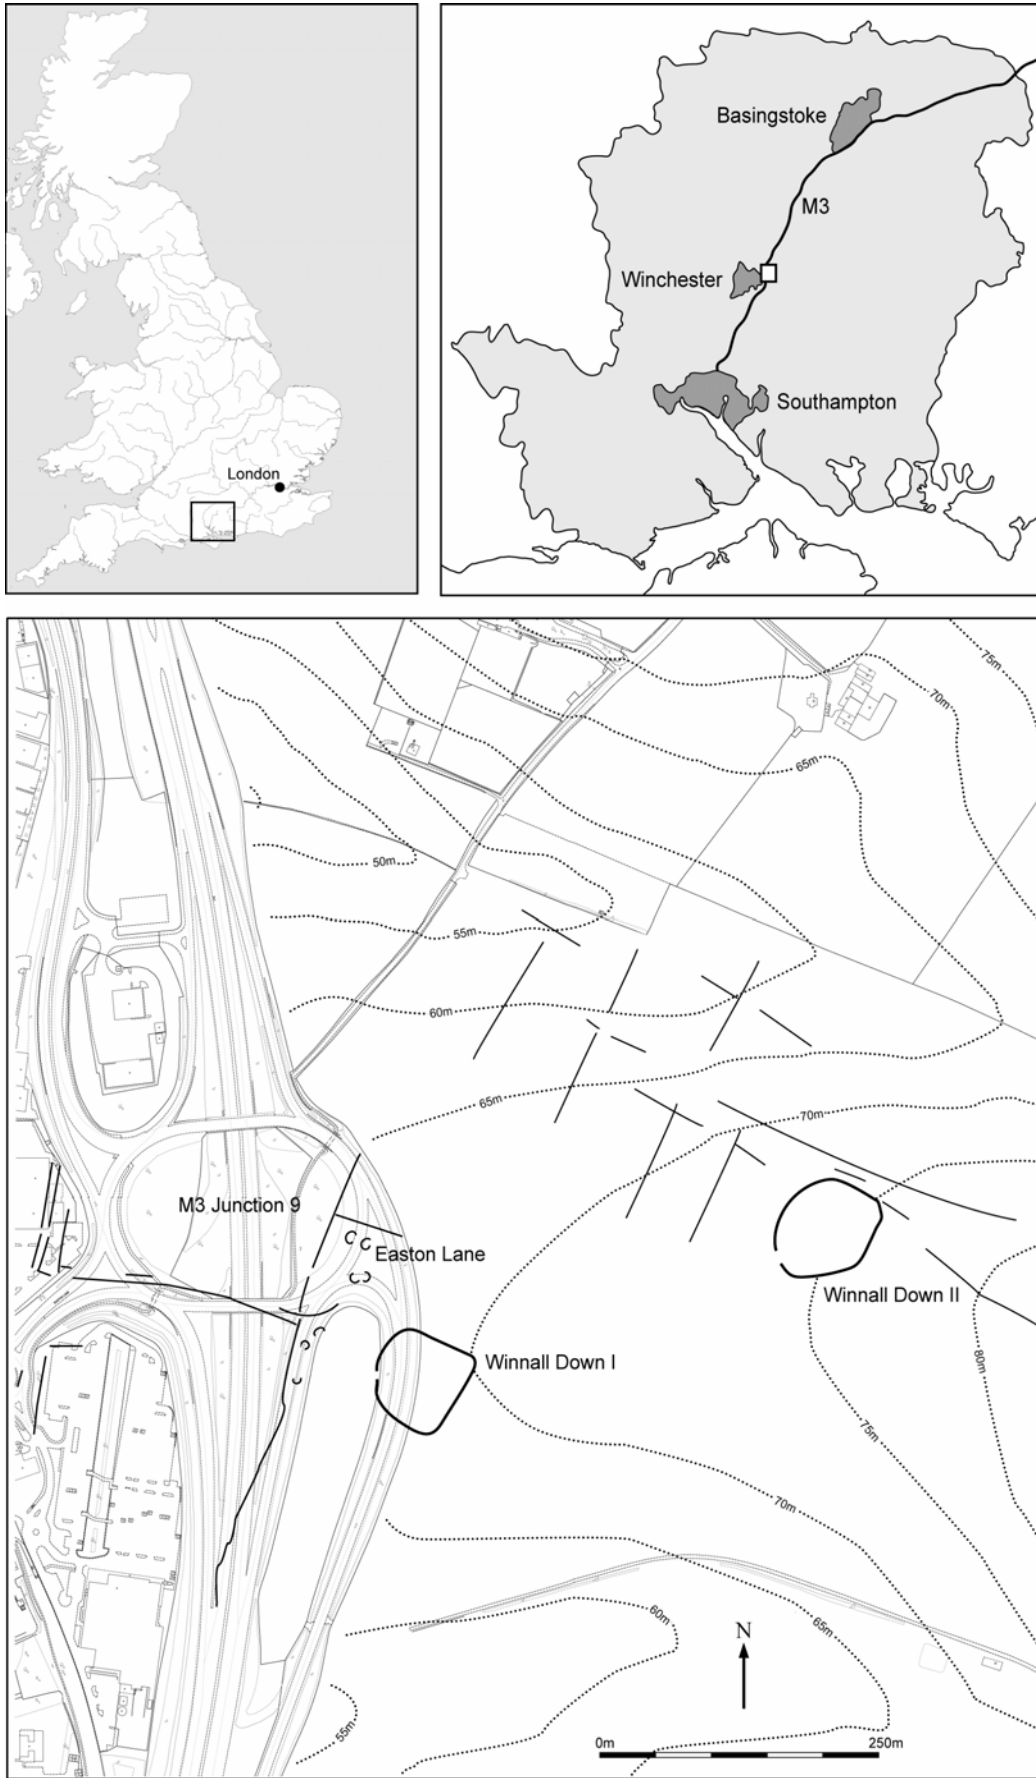 London
Basingstoke
M3
Winchester
Southampton
75m
70m
65m
50m
55m
60m
65m
70m
M3 Junction 9
Easton Lane
Winnall Down II
Winnall Down I
80m
75m
70m
60m
65m
N
55m
0m
250m